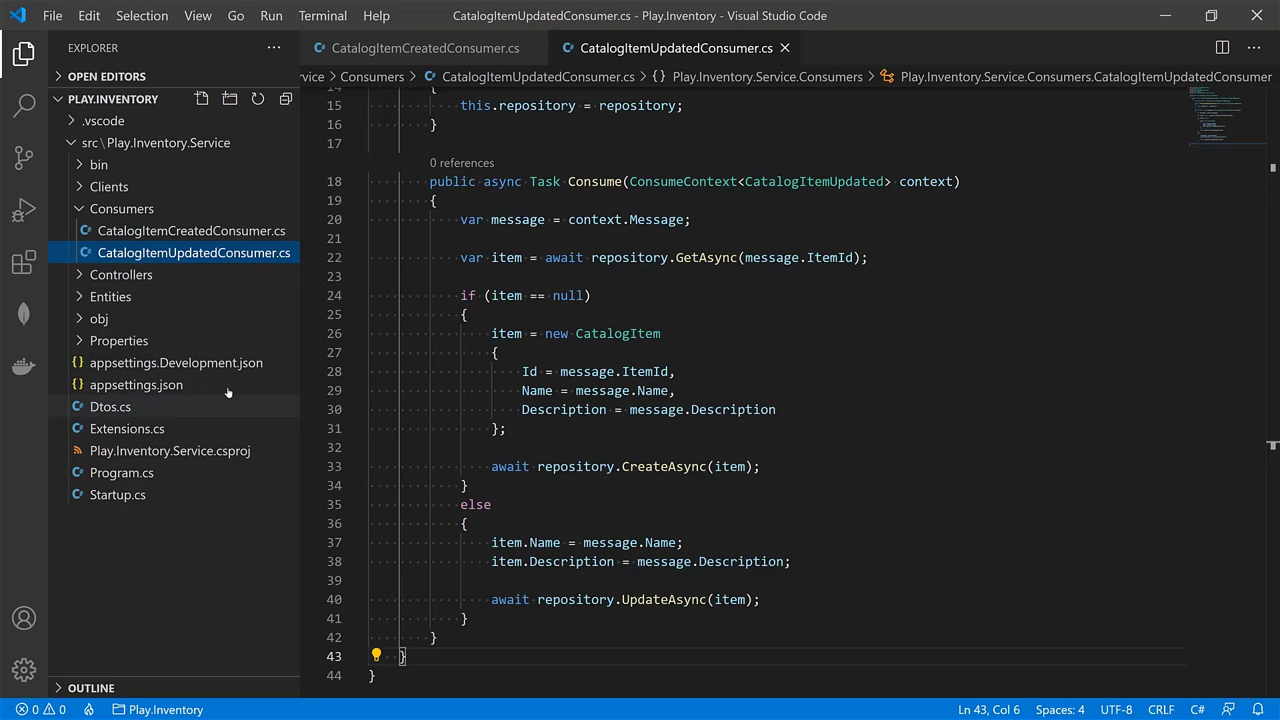 File Edit Selection View Go Run Terminal Help CatalogItemUpdatedConsumer.cs - Play.Inventory - Visual Studio Code
EXPLORER
OPEN EDITORS
PLAY.INVENTORY
.vscode
src \ Play.Inventory.Service
bin
Clients
Consumers
CatalogItemCreatedConsumer.cs
CatalogItemUpdatedConsumer.cs
Controllers
Entities
obj
Properties
appsettings.Development.json
appsettings.json
Dtos.cs
Extensions.cs
Play.Inventory.Service.csproj
Program.cs
Startup.cs
OUTLINE
CatalogItemCreatedConsumer.cs CatalogItemUpdatedConsumer.cs
vice > Consumers > CatalogItemUpdatedConsumer.cs > {} Play.Inventory.Service.Consumers > Play.Inventory.Service.Consumers.CatalogItemUpdatedConsumer
14 {
15 this.repository = repository;
16 }
17
0 references
18 public async Task Consume(ConsumeContext<CatalogItemUpdated> context)
19 {
20 var message = context.Message;
21
22 var item = await repository.GetAsync(message.ItemId);
23
24 if (item == null)
25 {
26 item = new CatalogItem
27 {
28 Id = message.ItemId,
29 Name = message.Name,
30 Description = message.Description
31 };
32
33 await repository.CreateAsync(item);
34 }
35 else
36 {
37 item.Name = message.Name;
38 item.Description = message.Description;
39
40 await repository.UpdateAsync(item);
41 }
42 }
43 }
44 }
0 0 Play.Inventory Ln 43, Col 6 Spaces: 4 UTF-8 CRLF C#